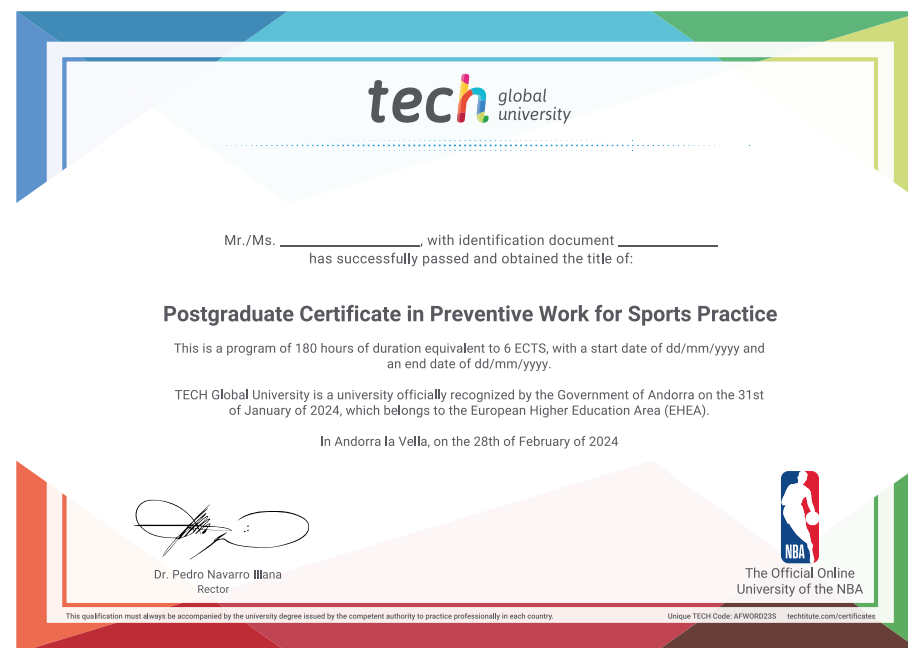 tech global university
Mr./Ms. ____________, with identification document ____________
has successfully passed and obtained the title of:
Postgraduate Certificate in Preventive Work for Sports Practice
This is a program of 180 hours of duration equivalent to 6 ECTS, with a start date of dd/mm/yyyy and
an end date of dd/mm/yyyy.
TECH Global University is a university officially recognized by the Government of Andorra on the 31st
of January of 2024, which belongs to the European Higher Education Area (EHEA).
In Andorra la Vella, on the 28th of February of 2024
Dr. Pedro Navarro Illana
Rector
NBA
The Official Online
University of the NBA
This qualification must always be accompanied by the university degree issued by the competent authority to practice professionally in each country.
Unique TECH Code: AFWORD23S techtitute.com/certificates